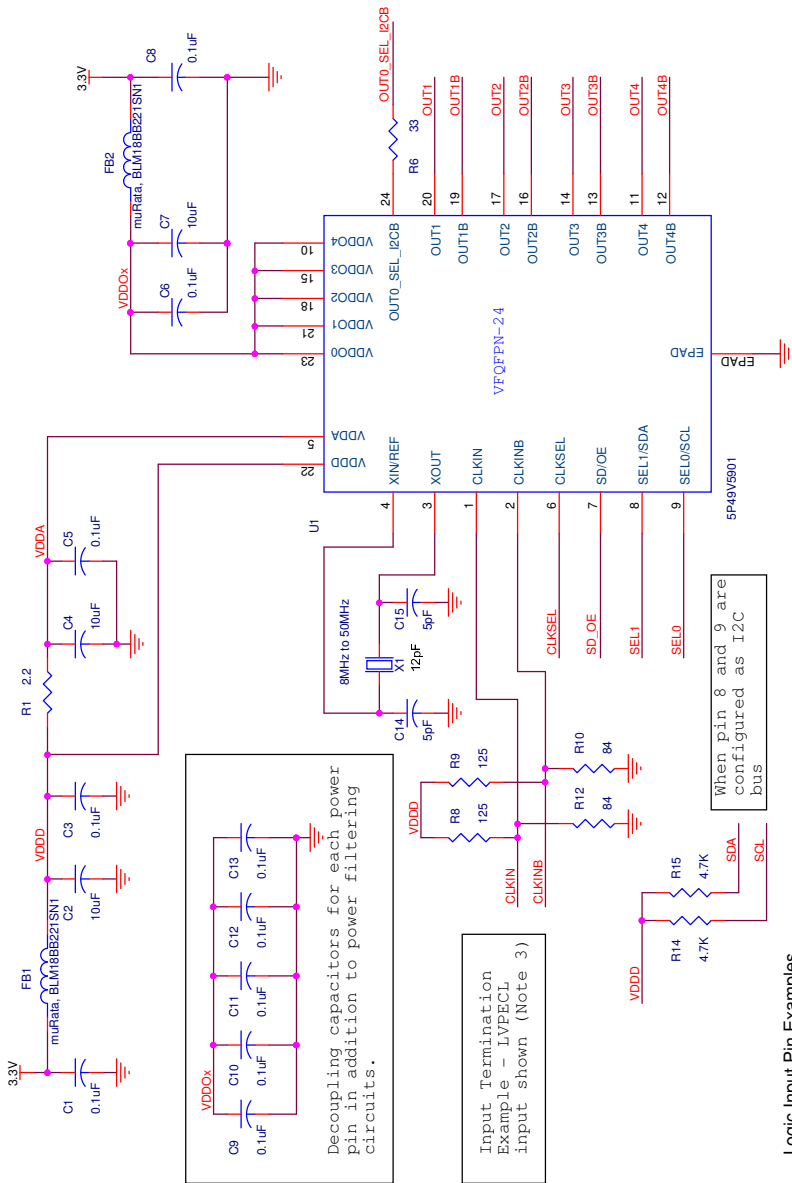 3.3V
C1
0.1uF
FB1
muRata, BLM18BB221SN1
VDDD
C2
10uF
C3
0.1uF
R1
2.2
VDDA
C4
10uF
C5
0.1uF
3.3V
C8
0.1uF
FB2
muRata, BLM18BB221SN1
C7
10uF
VDDOx
C6
0.1uF
VDDOx
C9
0.1uF
C10
0.1uF
C11
0.1uF
C12
0.1uF
C13
0.1uF
Decoupling capacitors for each power
pin in addition to power filtering
circuits.
22
VDDD
5
VDDA
23
VDDO0
21
VDDO1
18
VDDO2
15
VDDO3
10
VDDO4
U1
4
XIN/REF
3
XOUT
1
CLKIN
2
CLKINB
6
CLKSEL
7
SD/OE
8
SEL1/SDA
9
SEL0/SCL
VFQFPN-24
5P49V5901
EPAD
EPAD
OUT0_SEL_I2CB
24
OUT1
20
OUT1B
19
OUT2
17
OUT2B
16
OUT3
14
OUT3B
13
OUT4
11
OUT4B
12
R6
33
OUT0_SEL_I2CB
OUT1
OUT1B
OUT2
OUT2B
OUT3
OUT3B
OUT4
OUT4B
8MHz to 50MHz
X1
12pF
C14
5pF
C15
5pF
CLKSEL
SD_OE
SEL1
SEL0
VDDD
R8
125
R9
125
R12
84
R10
84
CLKIN
CLKINB
Input Termination
Example - LVPECL
input shown (Note 3)
VDDD
R14
4.7K
R15
4.7K
SDA
SCL
When pin 8 and 9 are
configured as I2C
bus
Logic Input Pin Examples